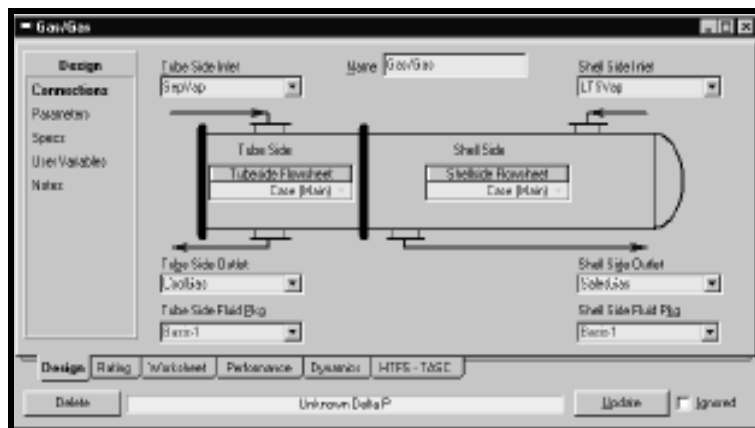 Gas/Gas
Design
Connections
Parameters
Specs
User Variables
Notes
Tube Side Inlet
SepVap
Name Gas/Gas
Shell Side Inlet
LTSVap
Tube Side
Tubeside Flowsheet
Case (Main)
Shell Side
Shellside Flowsheet
Case (Main)
Tube Side Outlet
CoolGas
Shell Side Outlet
SalesGas
Tube Side Fluid Pkg
Basis-1
Shell Side Fluid Pkg
Basis-1
Design Rating Worksheet Performance Dynamics HTFS - TASC
Delete
Unknown Delta P
Update
Ignored